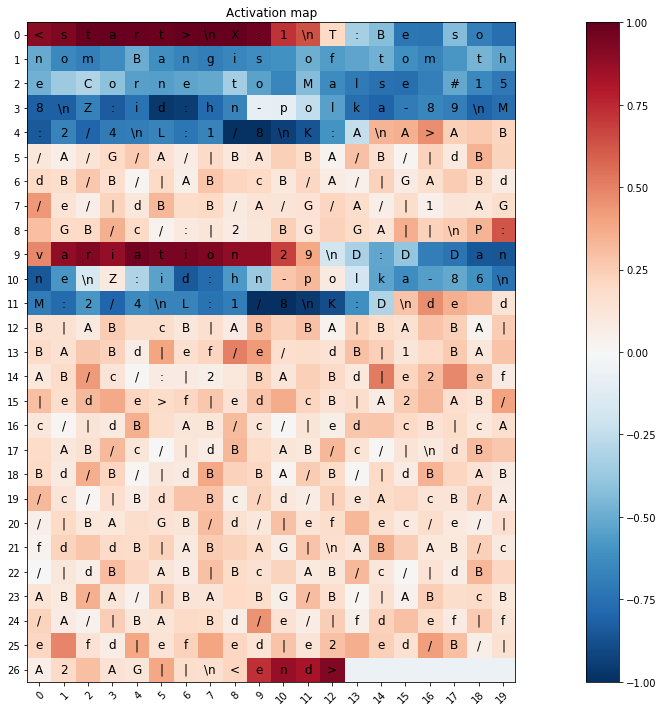 Activation map
0 < s t a r t > \n X : 1 \n T : B e   s o
1 n o m   B a n g i s   o f   t o m   t h
2 e   C o r n e   t o   M a l s e   # 1 5
3 8 \n Z : i d : h n - p o l k a - 8 9 \n M
4 : 2 / 4 \n L : 1 / 8 \n K : A \n A > A   B
5 / A / G / A / | B A   B A / B / | d B
6 d B / B / | A B   c B / A / | G A   B d
7 / e / | d B   B / A / G / A / | 1   A G
8   G B / c / : | 2   B G   G A | | \n P :
9 v a r i a t i o n   2 9 \n D : D   D a n
10 n e \n Z : i d : h n - p o l k a - 8 6 \n
11 M : 2 / 4 \n L : 1 / 8 \n K : D \n d e   d
12 B | A B   c B | A B   B A | B A   B A |
13 B A   B d | e f / e /   d B | 1   B A
14 A B / c / : | 2   B A   B d | e 2   e f
15 | e d   e > f | e d   c B | A 2   A B /
16 c / | d B   A B / c / | e d   c B | c A
17   A B / c / | d B   A B / c / | \n d B
18 B d / B / | d B   B A / B / | d B   A B
19 / c / | B d   B c / d / | e A   c B / A
20 / | B A   G B / d / | e f   e c / e / |
21 f d   d B | A B   A G | \n A B   A B / c
22 / | d B   A B | B c   A B / c / | d B
23 A B / A / | B A   B G / B / | A B   c B
24 / A / | B A   B d / e / | f d   e f | f
25 e   f d | e f   e d | e 2   e d / B / |
26 A 2   A G | | \n < e n d >
0 1 2 3 4 5 6 7 8 9 10 11 12 13 14 15 16 17 18 19
1.00
0.75
0.50
0.25
0.00
−0.25
−0.50
−0.75
−1.00